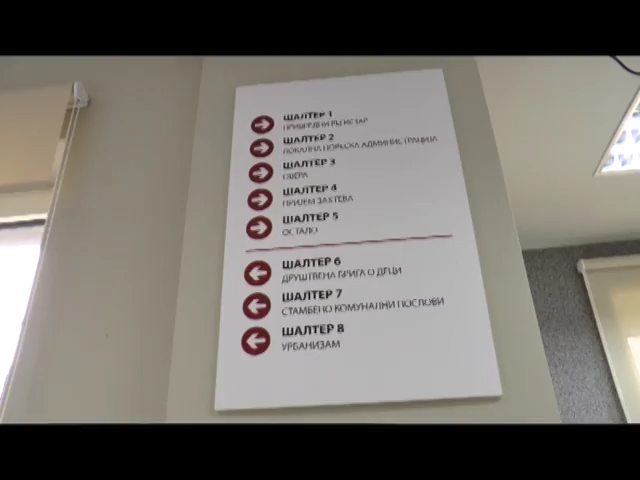 ШАЛТЕР 1
ПРИВРЕДНИ РЕГИСТАР
ШАЛТЕР 2
ЛОКАЛНА ПОРЕСКА АДМИНИСТРАЦИЈА
ШАЛТЕР 3
ОВЕРА
ШАЛТЕР 4
ПРИЈЕМ ЗАХТЕВА
ШАЛТЕР 5
ОСТАЛО
ШАЛТЕР 6
ДРУШТВЕНА БРИГА О ДЕЦИ
ШАЛТЕР 7
СТАМБЕНО КОМУНАЛНИ ПОСЛОВИ
ШАЛТЕР 8
УРБАНИЗАМ